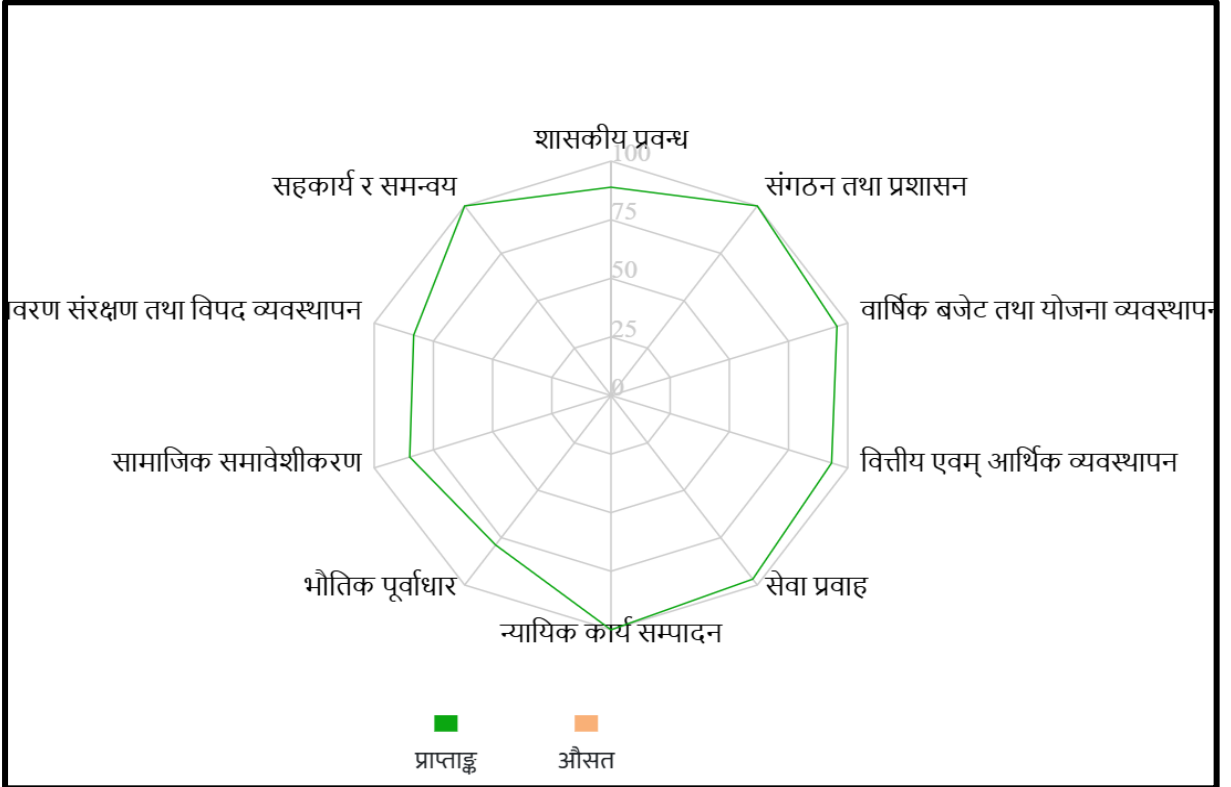 शासकीय प्रवन्ध
100
सहकार्य र समन्वय
संगठन तथा प्रशासन
75
50
वरण संरक्षण तथा विपद व्यवस्थापन
वार्षिक बजेट तथा योजना व्यवस्थापन
25
0
सामाजिक समावेशीकरण
वित्तीय एवम् आर्थिक व्यवस्थापन
भौतिक पूर्वाधार
सेवा प्रवाह
न्यायिक कार्य सम्पादन
प्राप्ताङ्क
औसत